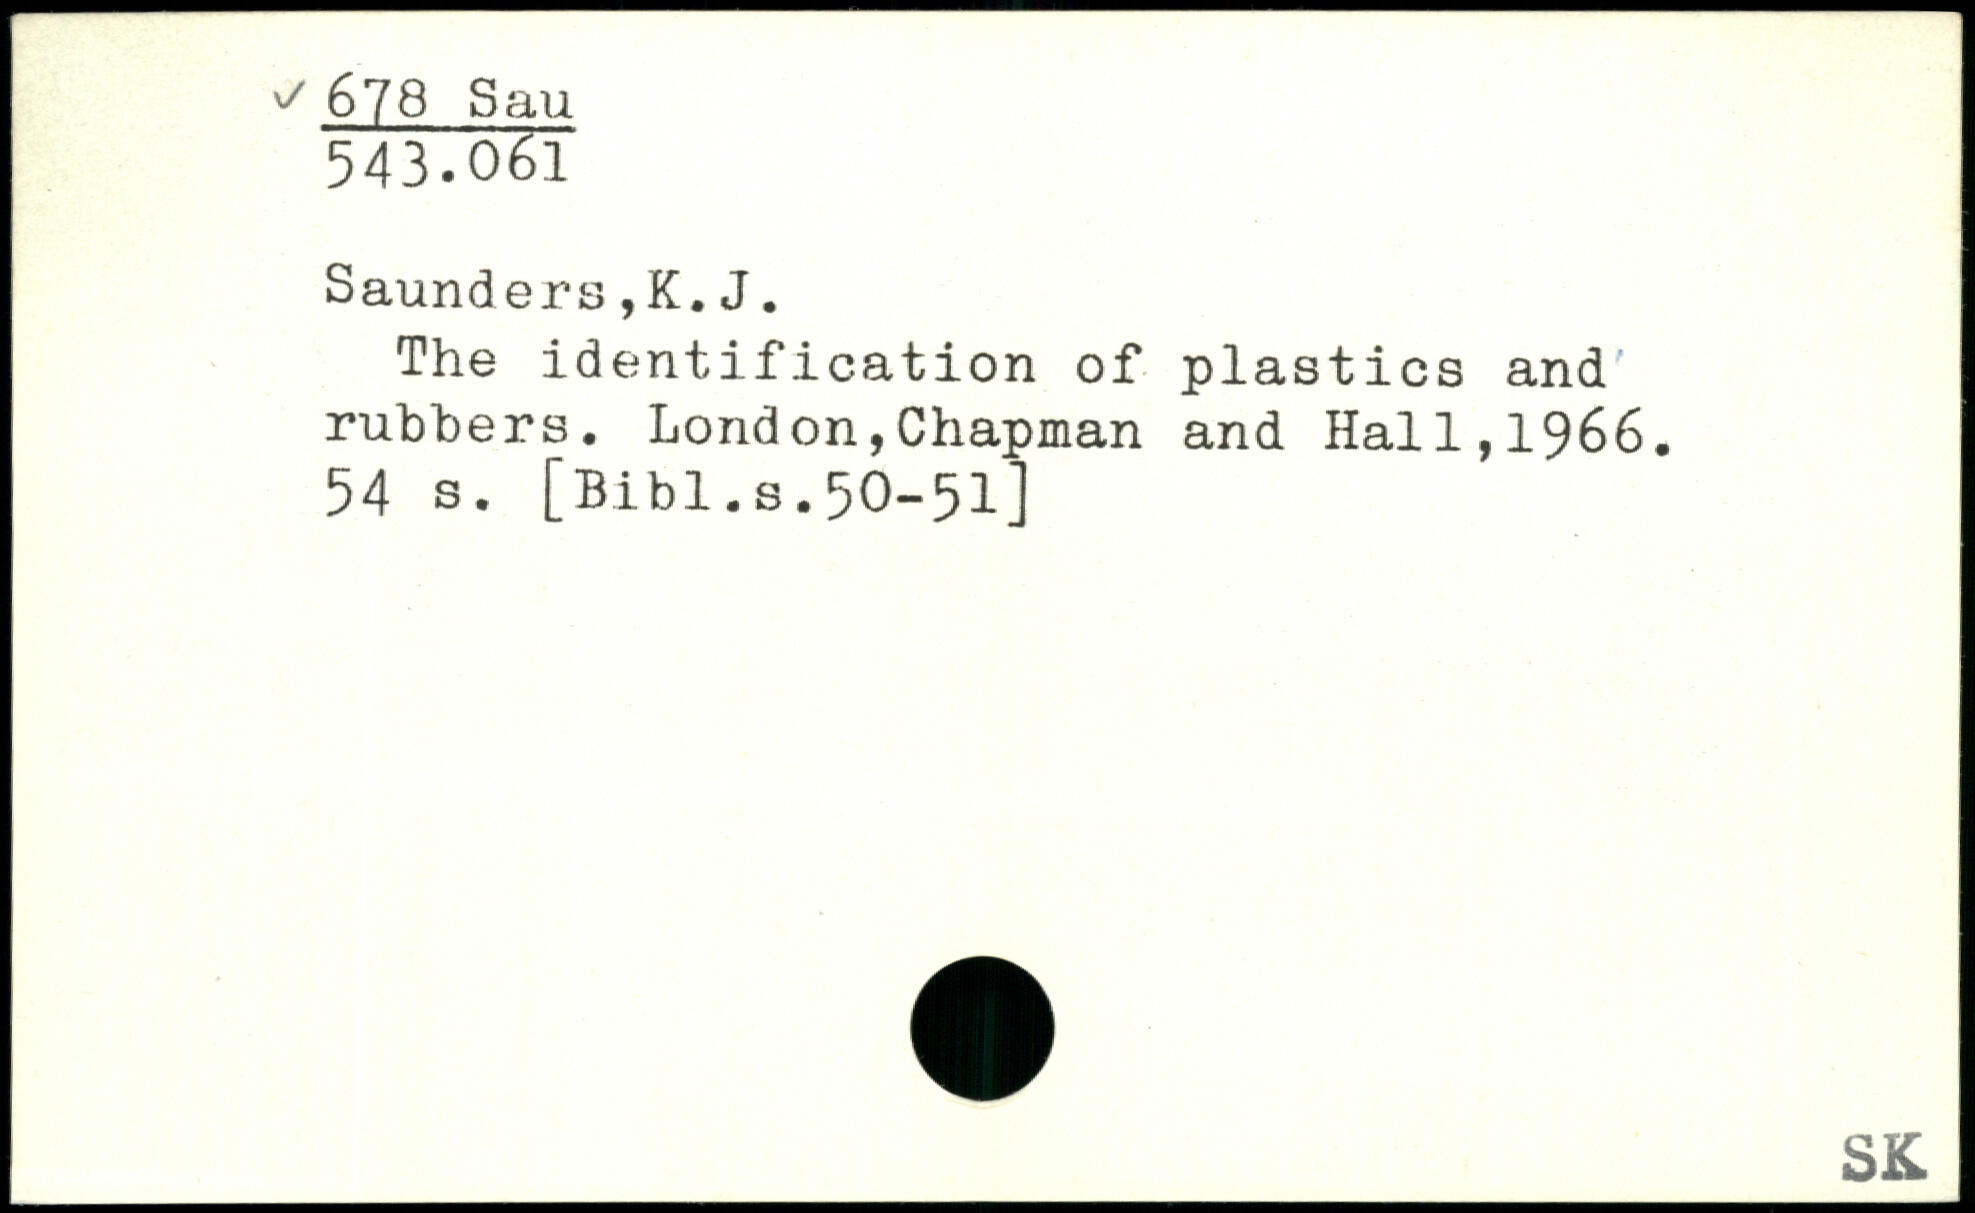 ✓ 678 Sau
543.061
Saunders,K.J.
The identification of plastics and
rubbers. London,Chapman and Hall,1966.
54 s. [Bibl.s.50-51]
SK